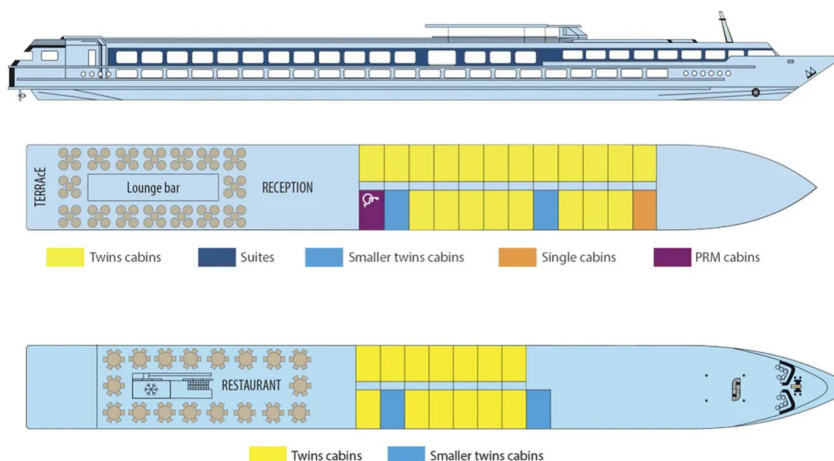 TERRAcE
Lounge bar
RECEPTION
Twins cabins
Suites
Smaller twins cabins
Single cabins
PRM cabins
RESTAURANT
Twins cabins
Smaller twins cabins